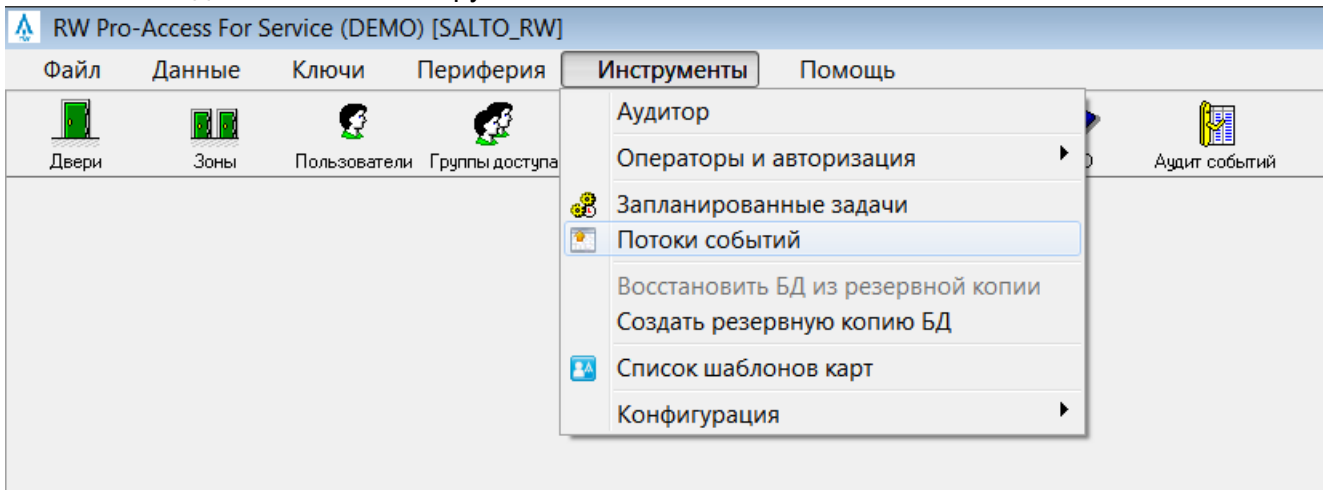 RW Pro-Access For Service (DEMO) [SALTO_RW]
Файл Данные Ключи Периферия Инструменты Помощь
Двери Зоны Пользователи Группы доступа Аудит событий
Аудитор
Операторы и авторизация
Запланированные задачи
Потоки событий
Восстановить БД из резервной копии
Создать резервную копию БД
Список шаблонов карт
Конфигурация